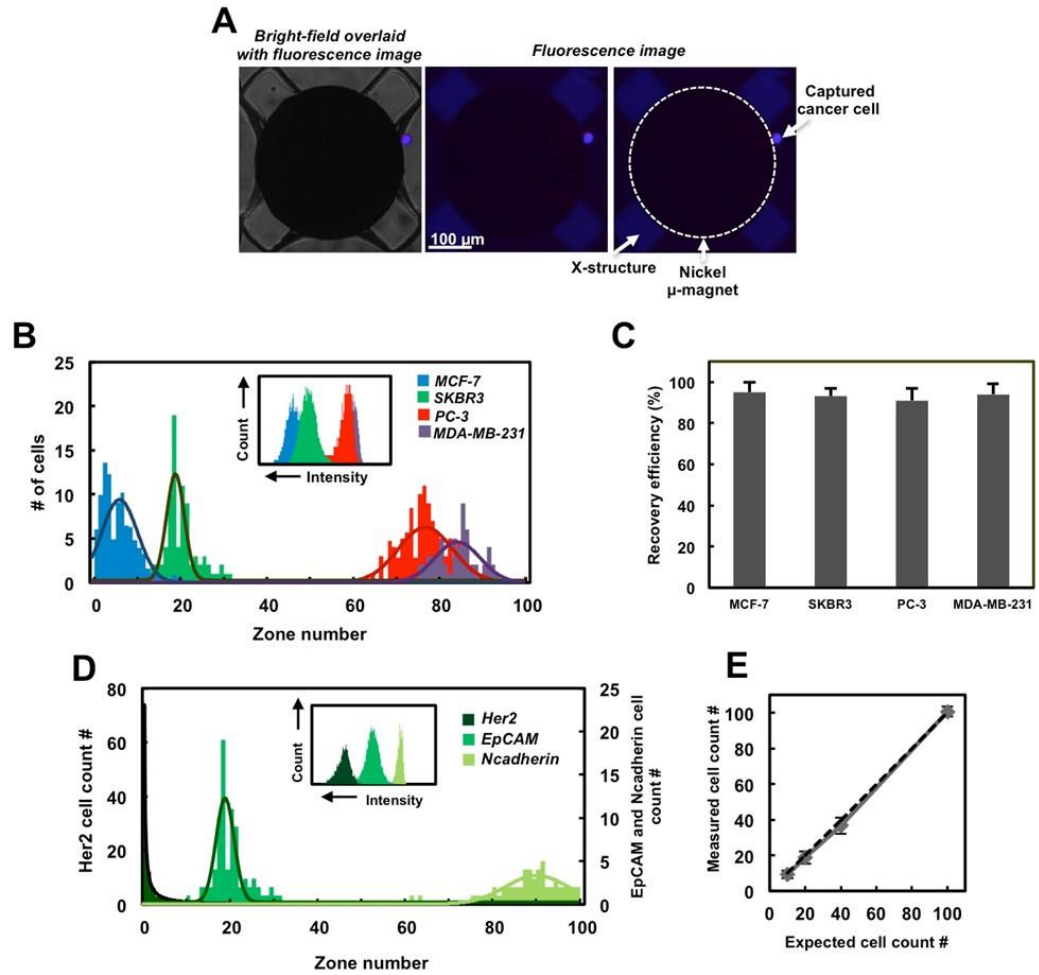 A
Bright-field overlaid
with fluorescence image
Fluorescence image
Captured
cancer cell
100 µm
X-structure
Nickel
µ-magnet
B
25
20
15
10
5
0
# of cells
0 20 40 60 80 100
Zone number
Count
Intensity
MCF-7
SKBR3
PC-3
MDA-MB-231
C
100
80
60
40
20
0
Recovery efficiency (%)
MCF-7 SKBR3 PC-3 MDA-MB-231
D
80
60
40
20
0
Her2 cell count #
25
20
15
10
5
0
EpCAM and Ncadherin cell
count #
0 20 40 60 80 100
Zone number
Count
Intensity
Her2
EpCAM
Ncadherin
E
100
80
60
40
20
0
Measured cell count #
0 20 40 60 80 100
Expected cell count #